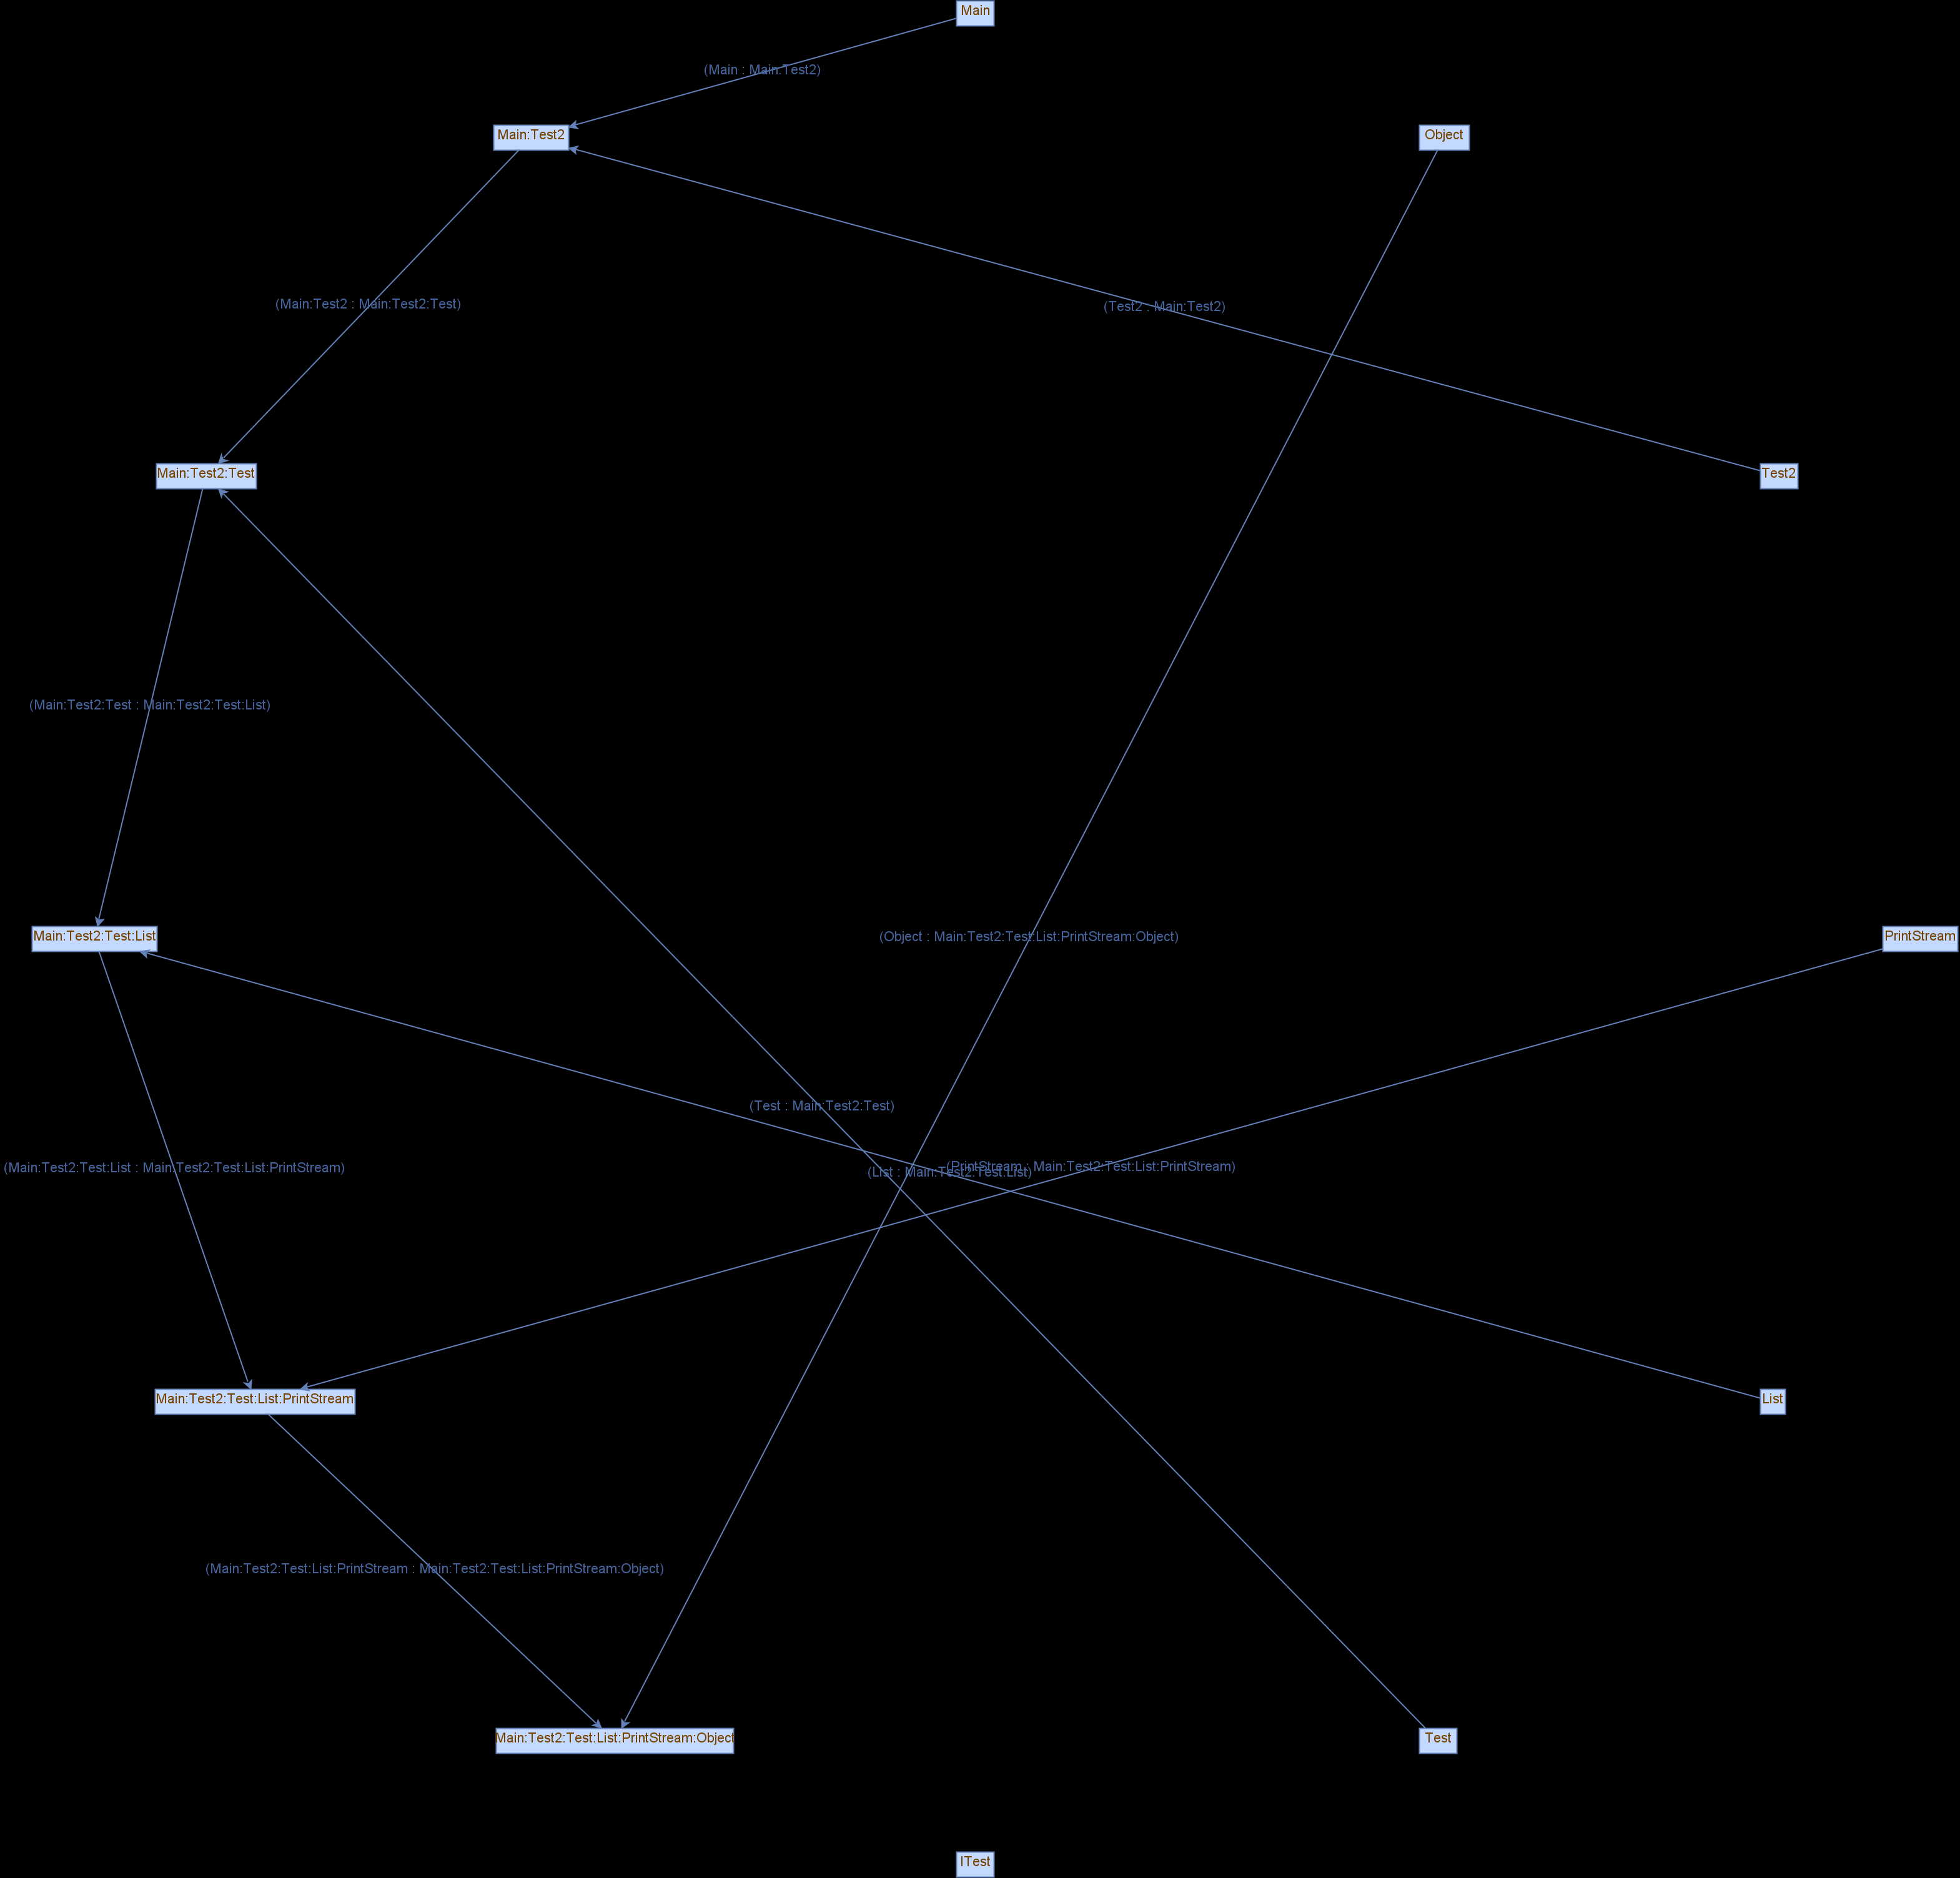 Main
(Main : Main:Test2)
Main:Test2
Object
(Main:Test2 : Main:Test2:Test)
(Test2 : Main:Test2)
Main:Test2:Test
Test2
(Main:Test2:Test : Main:Test2:Test:List)
Main:Test2:Test:List
(Object : Main:Test2:Test:List:PrintStream:Object)
PrintStream
(Test : Main:Test2:Test)
(Main:Test2:Test:List : Main:Test2:Test:List:PrintStream)
(List : Main:Test2:Test:List)
(PrintStream : Main:Test2:Test:List:PrintStream)
Main:Test2:Test:List:PrintStream
List
(Main:Test2:Test:List:PrintStream : Main:Test2:Test:List:PrintStream:Object)
Main:Test2:Test:List:PrintStream:Object
Test
ITest